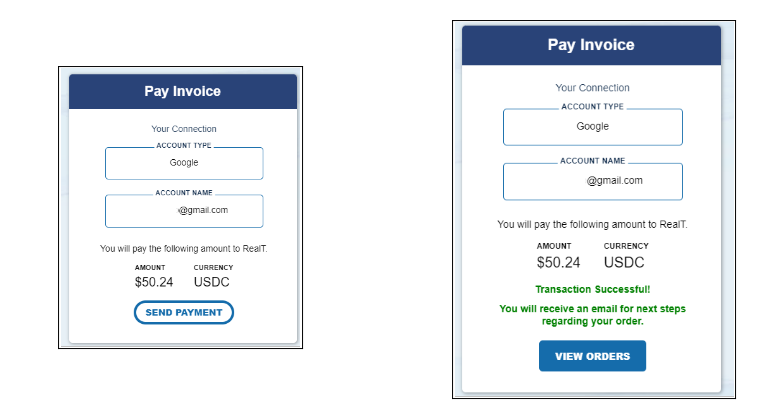 Pay Invoice
Your Connection
ACCOUNT TYPE
Google
ACCOUNT NAME
@gmail.com
You will pay the following amount to RealT.
AMOUNT CURRENCY
$50.24 USDC
SEND PAYMENT
Pay Invoice
Your Connection
ACCOUNT TYPE
Google
ACCOUNT NAME
@gmail.com
You will pay the following amount to RealT.
AMOUNT CURRENCY
$50.24 USDC
Transaction Successful!
You will receive an email for next steps
regarding your order.
VIEW ORDERS